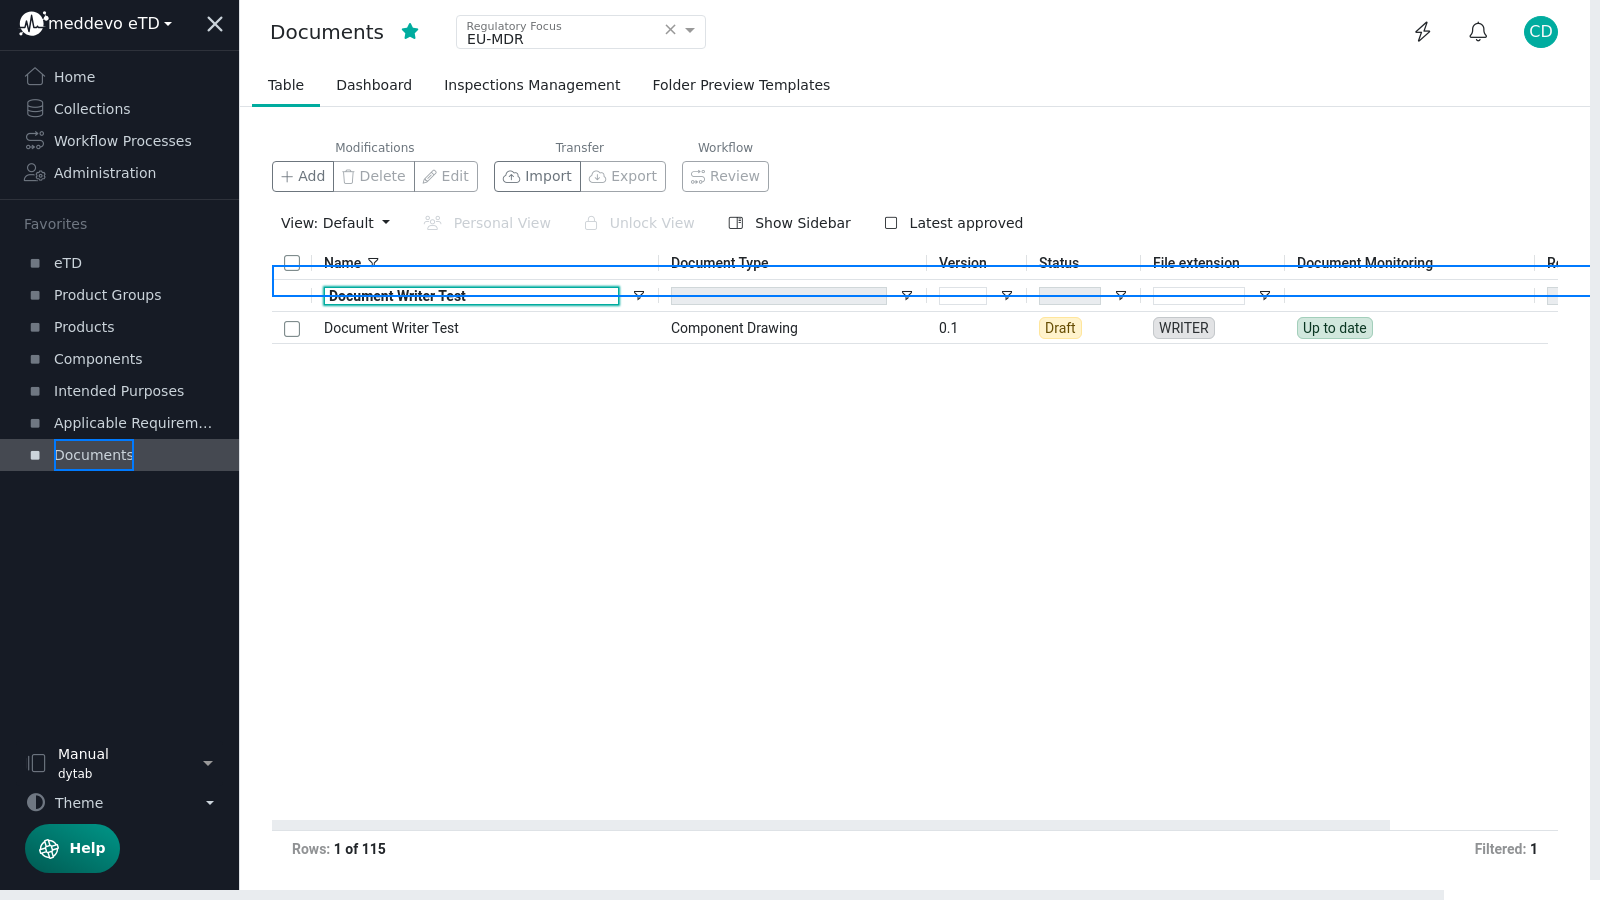 meddevo eTD
Home
Collections
Workflow Processes
Administration
Favorites
eTD
Product Groups
Products
Components
Intended Purposes
Applicable Requirem...
Documents
Manual
dytab
Theme
Help
Documents
Regulatory Focus
EU-MDR
CD
Table Dashboard Inspections Management Folder Preview Templates
Modifications Transfer Workflow
Add Delete Edit Import Export Review
View: Default Personal View Unlock View Show Sidebar Latest approved
Name Document Type Version Status File extension Document Monitoring
Document Writer Test
Document Writer Test Component Drawing 0.1 Draft WRITER Up to date
Rows: 1 of 115 Filtered: 1